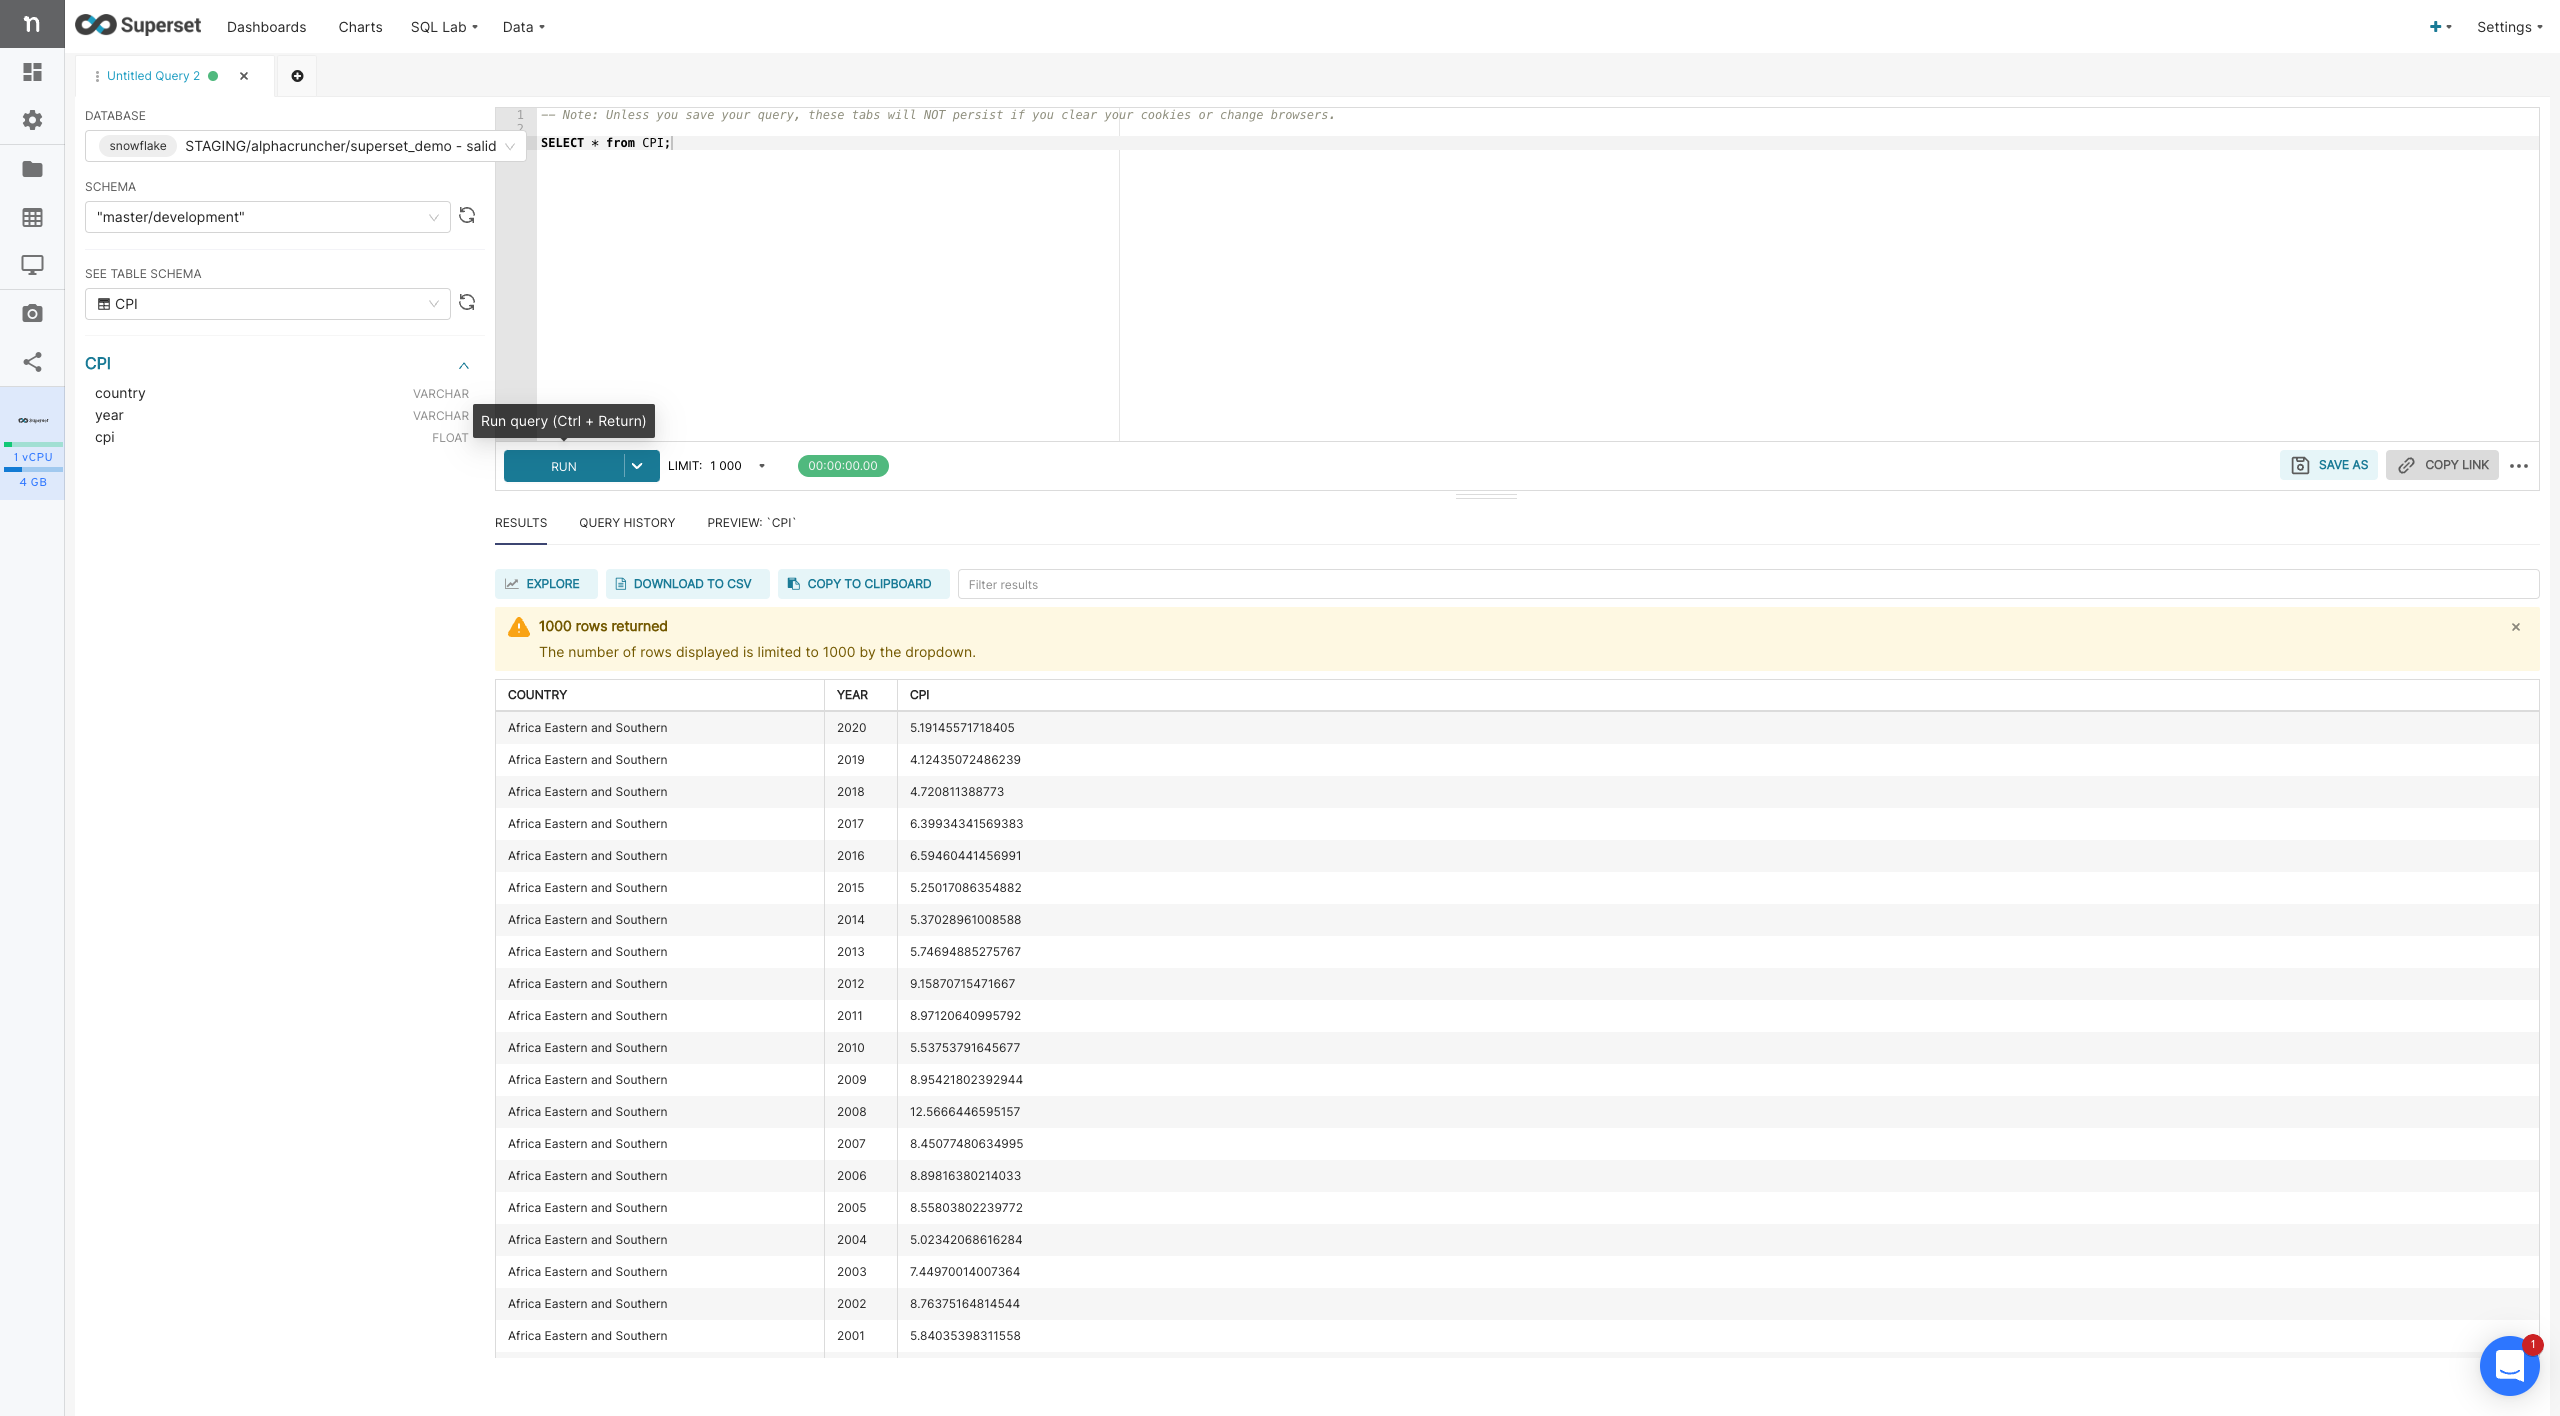 n Superset Dashboards Charts SQL Lab Data Settings
Untitled Query 2
DATABASE
snowflake STAGING/alphacruncher/superset_demo - salid
SCHEMA
"master/development"
SEE TABLE SCHEMA
CPI
CPI
country VARCHAR
year VARCHAR
cpi FLOAT
Superset
1 vCPU
4 GB
1 -- Note: Unless you save your query, these tabs will NOT persist if you clear your cookies or change browsers.
2
SELECT * from CPI;
Run query (Ctrl + Return)
RUN LIMIT: 1 000 00:00:00.00 SAVE AS COPY LINK
RESULTS QUERY HISTORY PREVIEW: `CPI`
EXPLORE DOWNLOAD TO CSV COPY TO CLIPBOARD Filter results
1000 rows returned
The number of rows displayed is limited to 1000 by the dropdown.
COUNTRY YEAR CPI
Africa Eastern and Southern 2020 5.19145571718405
Africa Eastern and Southern 2019 4.12435072486239
Africa Eastern and Southern 2018 4.720811388773
Africa Eastern and Southern 2017 6.39934341569383
Africa Eastern and Southern 2016 6.59460441456991
Africa Eastern and Southern 2015 5.25017086354882
Africa Eastern and Southern 2014 5.37028961008588
Africa Eastern and Southern 2013 5.74694885275767
Africa Eastern and Southern 2012 9.15870715471667
Africa Eastern and Southern 2011 8.97120640995792
Africa Eastern and Southern 2010 5.53753791645677
Africa Eastern and Southern 2009 8.95421802392944
Africa Eastern and Southern 2008 12.5666446595157
Africa Eastern and Southern 2007 8.45077480634995
Africa Eastern and Southern 2006 8.89816380214033
Africa Eastern and Southern 2005 8.55803802239772
Africa Eastern and Southern 2004 5.02342068616284
Africa Eastern and Southern 2003 7.44970014007364
Africa Eastern and Southern 2002 8.76375164814544
Africa Eastern and Southern 2001 5.84035398311558
1